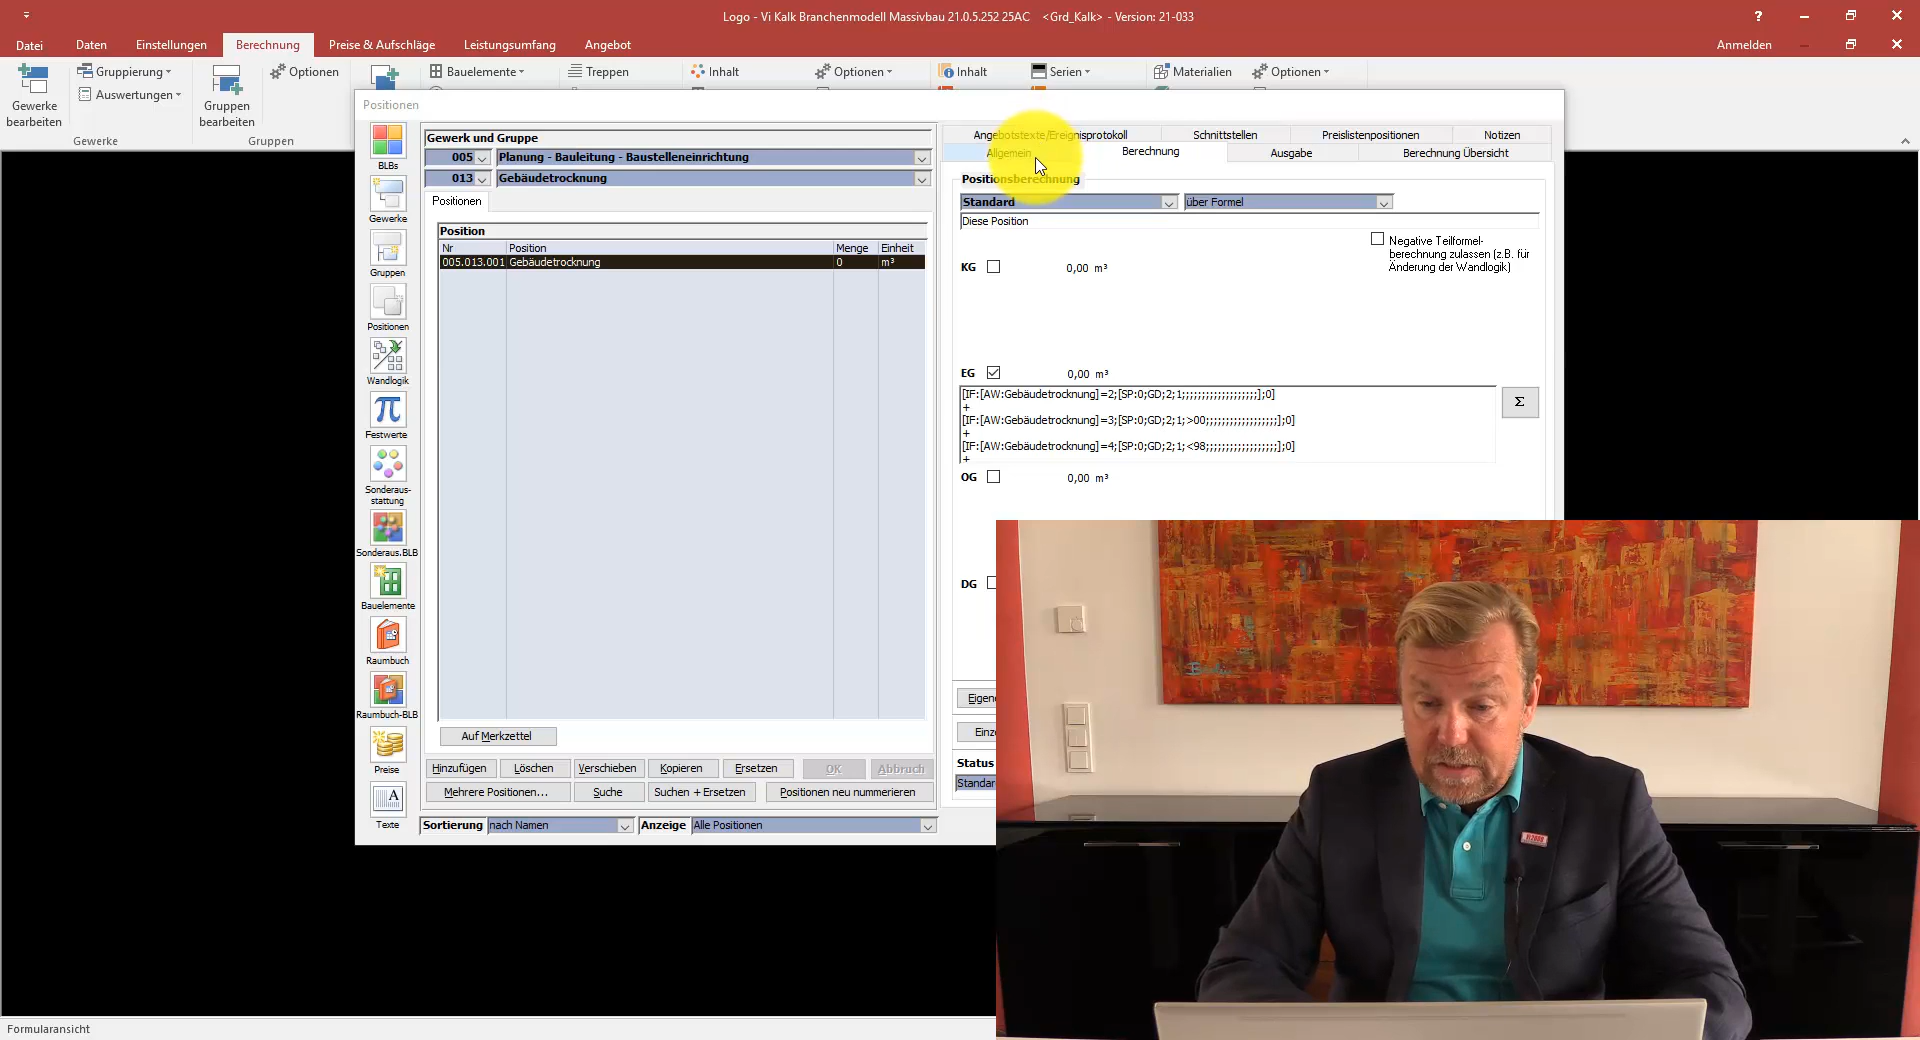 Logo - Vi Kalk Branchenmodell Massivbau 21.0.5.252 25AC <Grd_Kalk> - Version: 21-033
?
Datei
Daten
Einstellungen
Berechnung
Preise & Aufschläge
Leistungsumfang
Angebot
Anmelden
Gewerke bearbeiten
Gruppierung
Auswertungen
Gewerke
Gruppen bearbeiten
Optionen
Gruppen
Bauelemente
Treppen
Inhalt
Optionen
Inhalt
Serien
Materialien
Optionen
Positionen
BLBs
Gewerke
Gruppen
Positionen
Wandlogik
π
Festwerte
Sonderaus-
stattung
Sonderaus.BLB
Bauelemente
Raumbuch
Raumbuch-BLB
Preise
A
Texte
Gewerk und Gruppe
005 Planung - Bauleitung - Baustelleneinrichtung
013 Gebäudetrocknung
Positionen
Position
Nr Position Menge Einheit
005.013.001 Gebäudetrocknung 0 m³
Auf Merkzettel
Hinzufügen Löschen Verschieben Kopieren Ersetzen OK Abbruch
Mehrere Positionen... Suche Suchen + Ersetzen Positionen neu nummerieren
Sortierung nach Namen Anzeige Alle Positionen
Angebotstexte/Ereignisprotokoll Schnittstellen Preislistenpositionen Notizen
Allgemein Berechnung Ausgabe Berechnung Übersicht
Positionsberechnung
Standard über Formel
Diese Position
Negative Teilformel-
berechnung zulassen (z.B. für
Änderung der Wandlogik)
KG 0,00 m³
EG 0,00 m³
[IF:[AW:Gebäudetrocknung]=2;[SP:0;GD;2;1;;;;;;;;;;;;;;;;;;;];0]
+
[IF:[AW:Gebäudetrocknung]=3;[SP:0;GD;2;1;>00;;;;;;;;;;;;;;;;;;];0]
+
[IF:[AW:Gebäudetrocknung]=4;[SP:0;GD;2;1;<98;;;;;;;;;;;;;;;;;;];0]
+
Σ
OG 0,00 m³
DG
Eigene
Einze
Status
Standar
Formularansicht